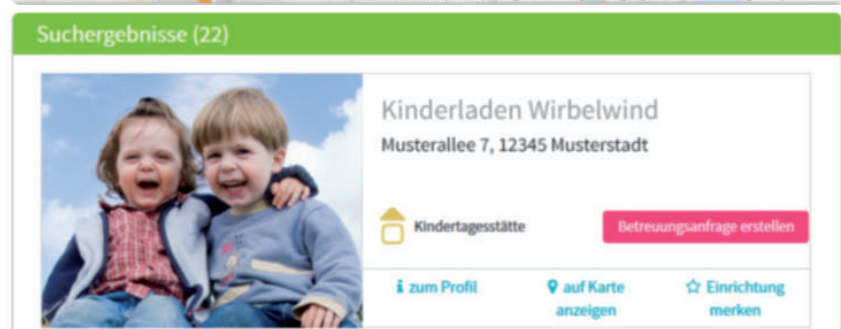 Suchergebnisse (22)
Kinderladen Wirbelwind
Musterallee 7, 12345 Musterstadt
Kindertagesstätte
Betreuungsanfrage erstellen
zum Profil
auf Karte
anzeigen
Einrichtung
merken